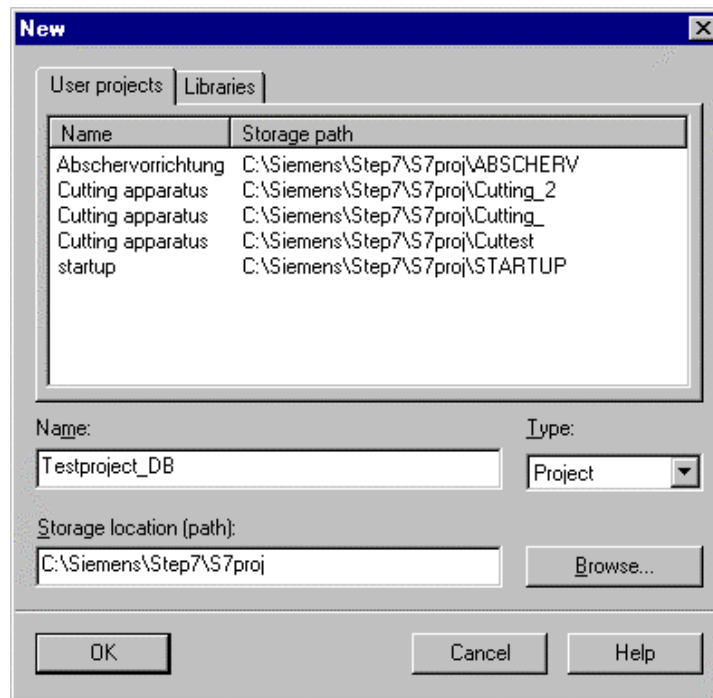 New
User projects Libraries
Name Storage path
Abschervorrichtung C:\Siemens\Step7\S7proj\ABSCHERV
Cutting apparatus C:\Siemens\Step7\S7proj\Cutting_2
Cutting apparatus C:\Siemens\Step7\S7proj\Cutting_
Cutting apparatus C:\Siemens\Step7\S7proj\Cuttest
startup C:\Siemens\Step7\S7proj\STARTUP
Name: Type:
Testproject_DB Project
Storage location (path):
C:\Siemens\Step7\S7proj Browse...
OK Cancel Help